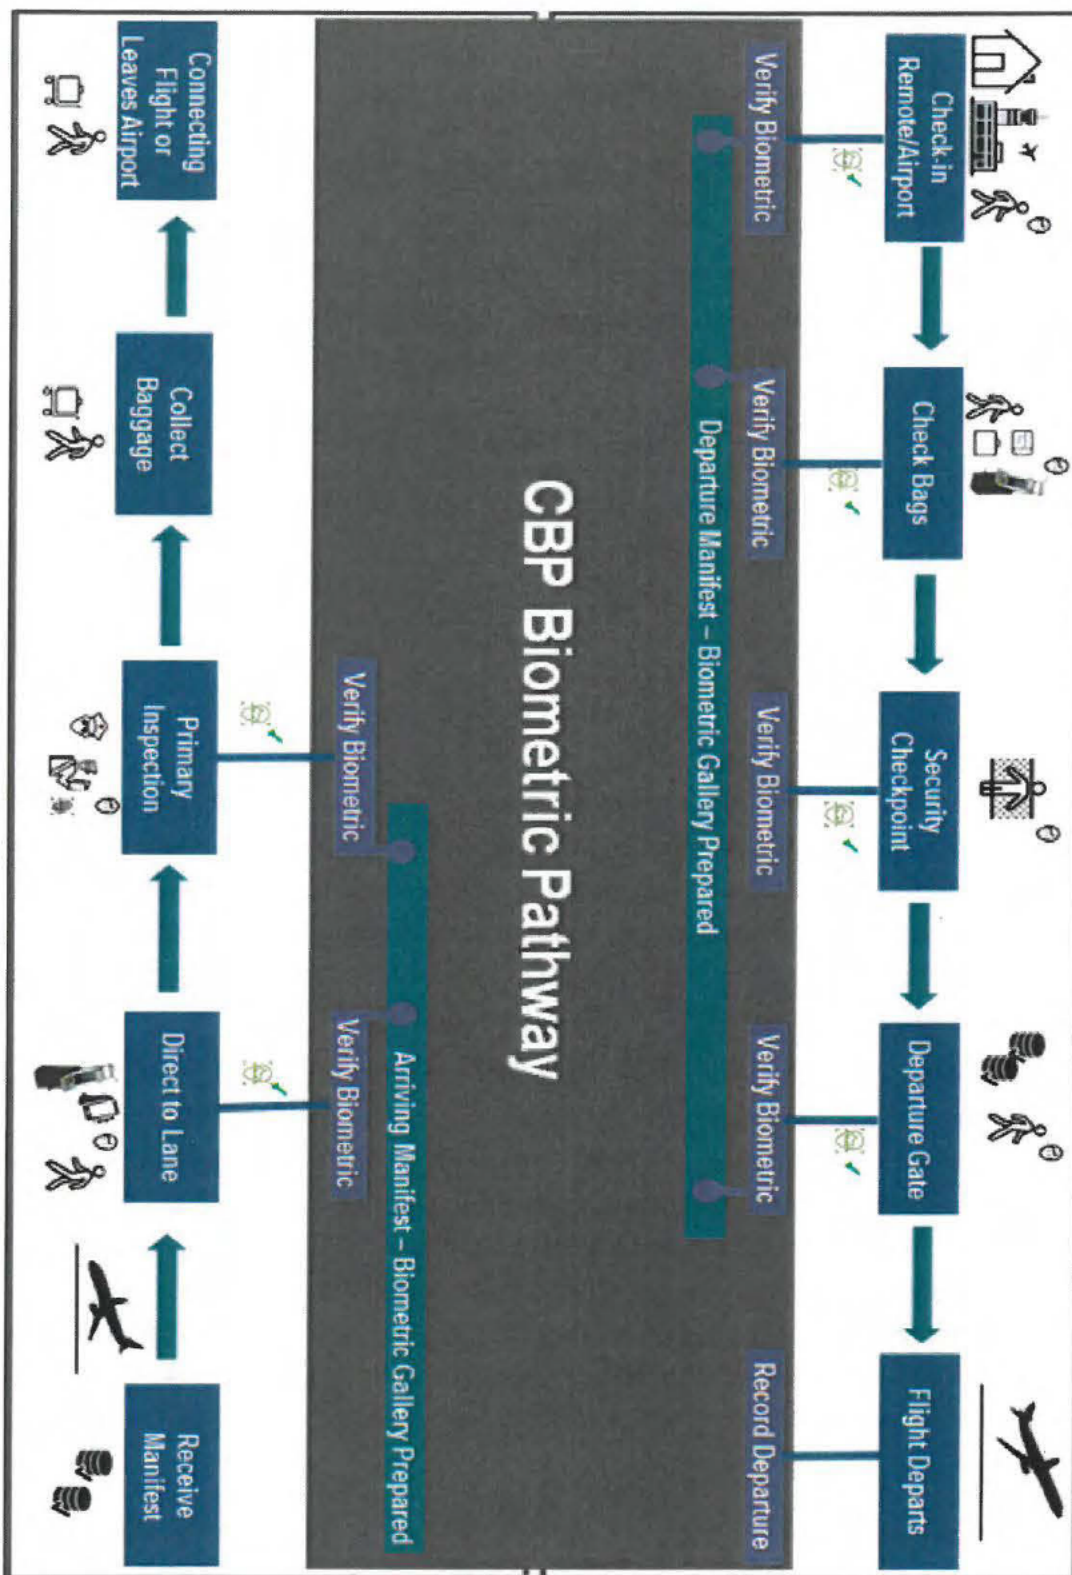 Check-in
Remote/Airport
Check Bags
Security
Checkpoint
Departure Gate
Flight Departs
Verify Biometric
Verify Biometric
Verify Biometric
Verify Biometric
Record Departure
Departure Manifest – Biometric Gallery Prepared
CBP Biometric Pathway
Arriving Manifest – Biometric Gallery Prepared
Verify Biometric
Verify Biometric
Connecting
Flight or
Leaves Airport
Collect
Baggage
Primary
Inspection
Direct to Lane
Receive
Manifest